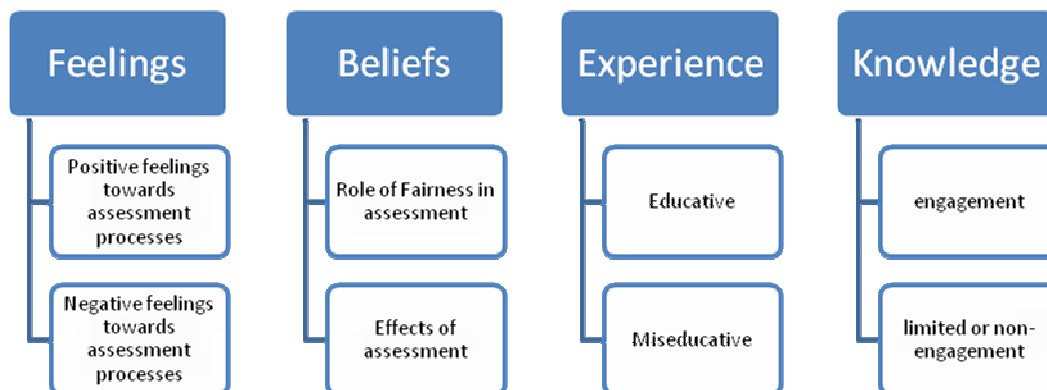 Feelings
Positive feelings
towards
assessment
processes
Negative feelings
towards
assessment
processes
Beliefs
Role of Fairness in
assessment
Effects of
assessment
Experience
Educative
Miseducative
Knowledge
engagement
limited or non-
engagement